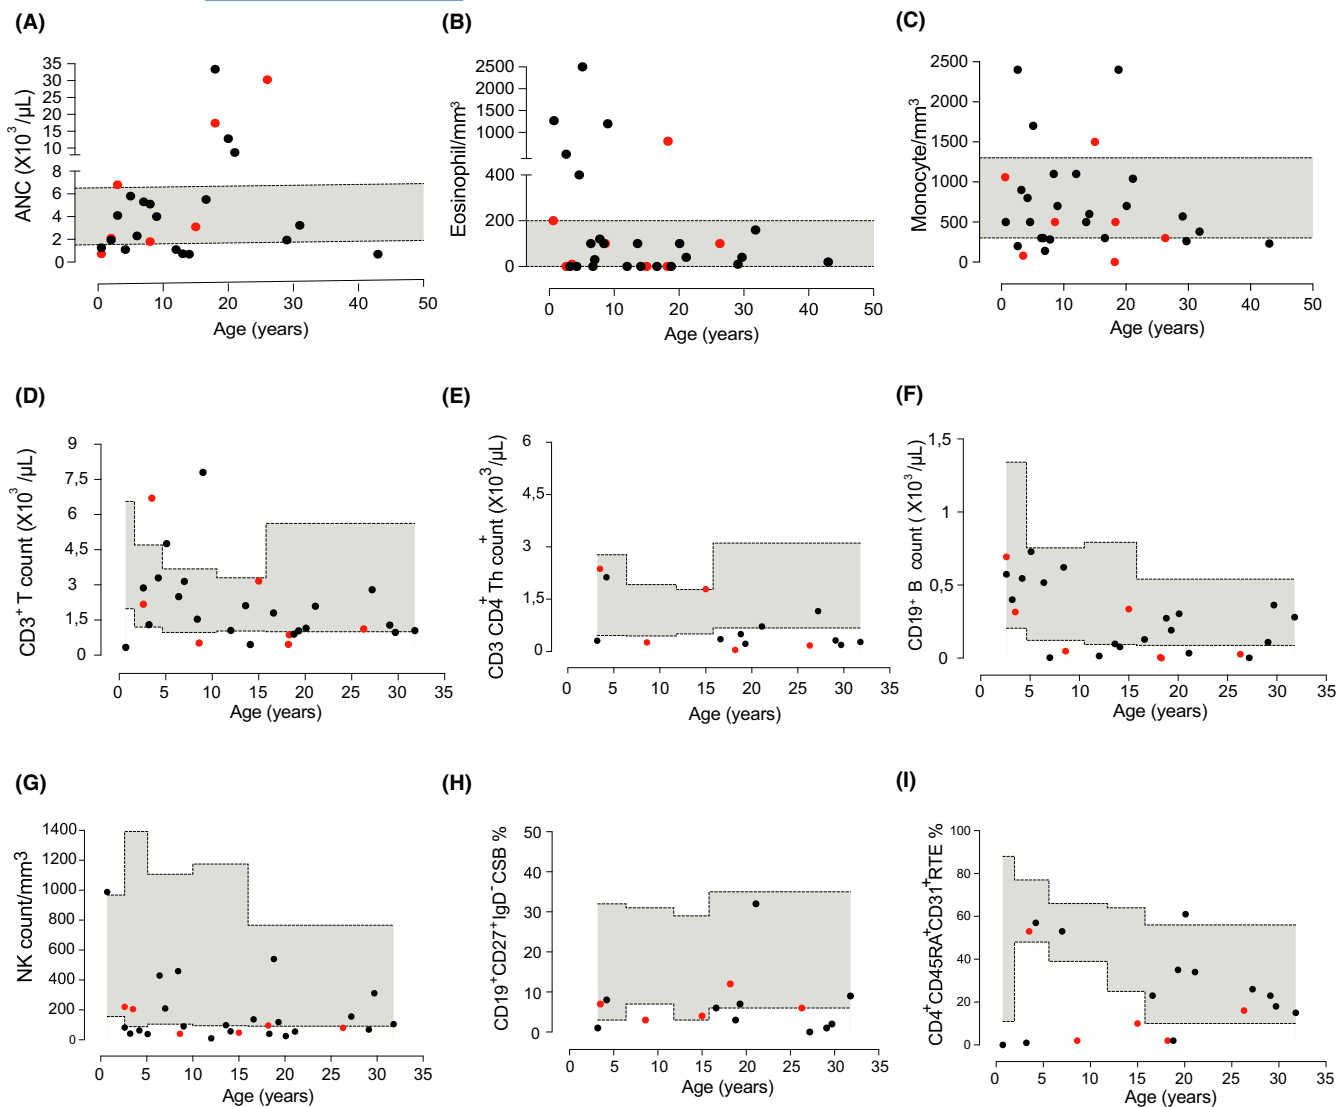 (A)
ANC (X10³/µL)
35
30
25
20
15
10
8
6
4
2
0
0 10 20 30 40 50
Age (years)
(B)
Eosinophil/mm³
2500
2000
1500
1000
400
200
0
0 10 20 30 40 50
Age (years)
(C)
Monocyte/mm³
2500
2000
1500
1000
500
0
0 10 20 30 40 50
Age (years)
(D)
CD3⁺ T count (X10³/µL)
9
7.5
6
4.5
3
1.5
0
0 5 10 15 20 25 30 35
Age (years)
(E)
CD3⁺CD4⁺Th count (X10³/µL)
6
4,5
3
1.5
0
0 5 10 15 20 25 30 35
Age (years)
(F)
CD19⁺ B count ( X10³/µL)
1,5
1
0,5
0
0 5 10 15 20 25 30 35
Age (years)
(G)
NK count/mm³
1400
1200
1000
800
600
400
200
0
0 5 10 15 20 25 30 35
Age (years)
(H)
CD19⁺CD27⁺IgD⁻CSB %
50
40
30
20
10
0
0 5 10 15 20 25 30 35
Age (years)
(I)
CD4⁺CD45RA⁺CD31⁺RTE %
100
80
60
40
20
0
0 5 10 15 20 25 30 35
Age (years)